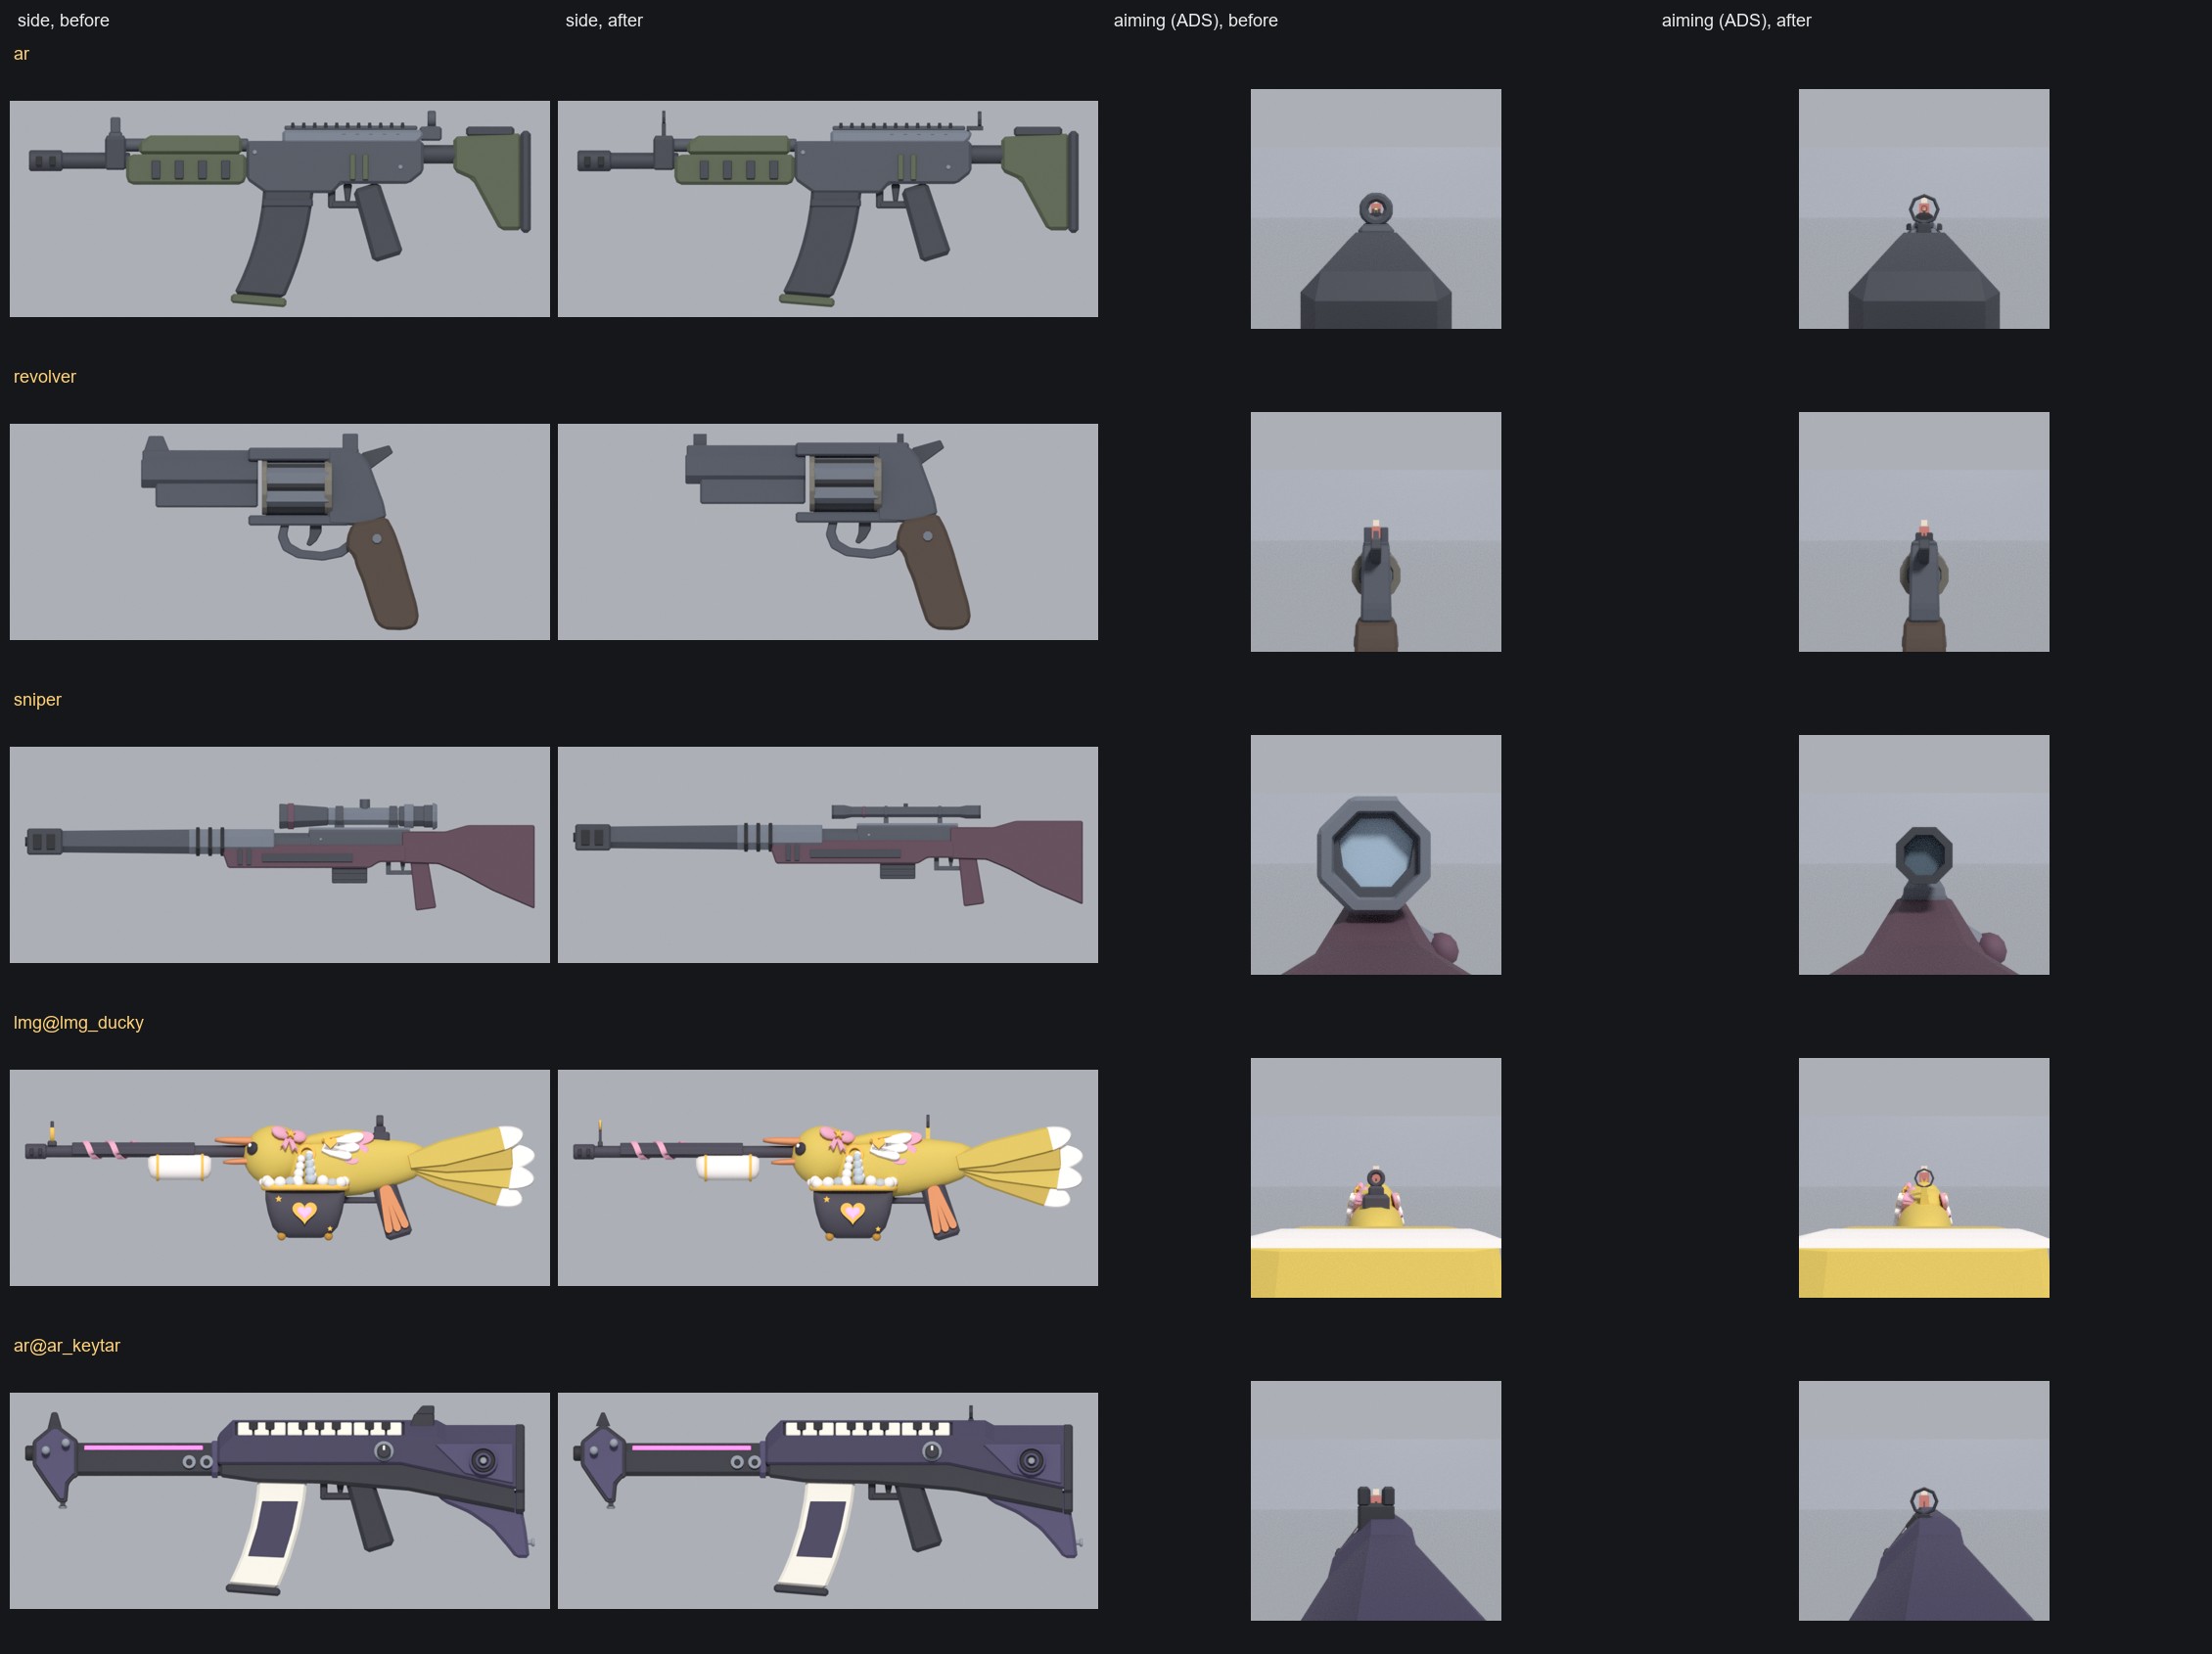 side, before
side, after
aiming (ADS), before
aiming (ADS), after
ar
revolver
sniper
lmg@lmg_ducky
ar@ar_keytar